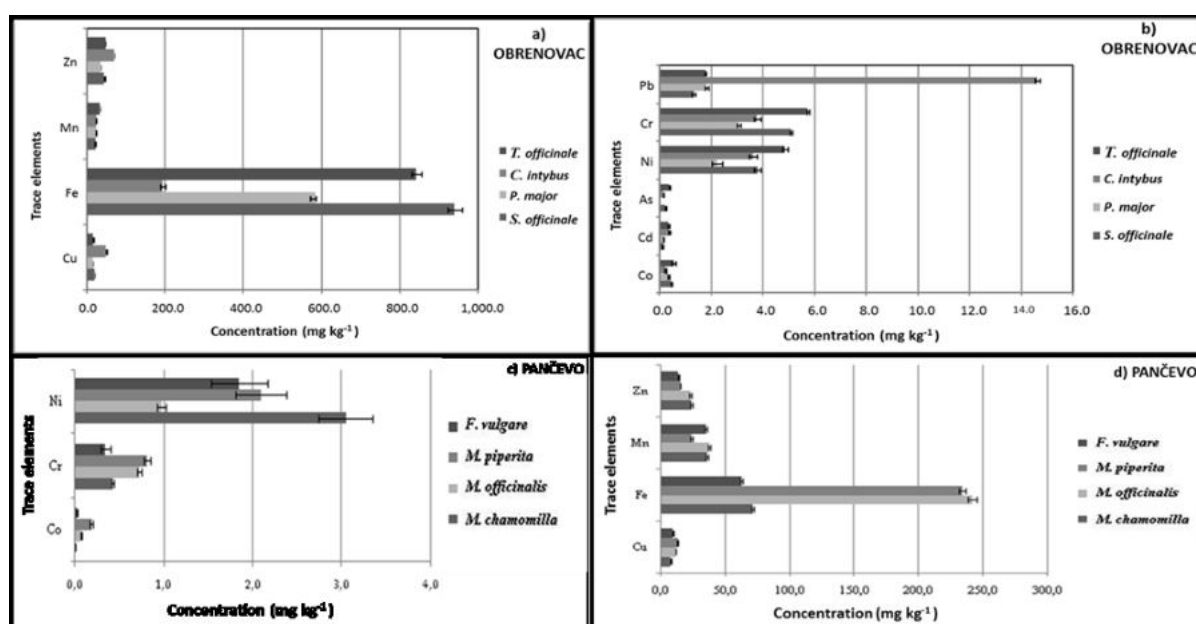 a)
OBRENOVAC
Trace elements
Zn
Mn
Fe
Cu
0.0
200.0
400.0
600.0
800.0
1,000.0
Concentration (mg kg⁻¹)
T. officinale
C. intybus
P. major
S. officinale
b)
OBRENOVAC
Trace elements
Pb
Cr
Ni
As
Cd
Co
0.0
2.0
4.0
6.0
8.0
10.0
12.0
14.0
16.0
Concentration (mg kg⁻¹)
T. officinale
C. intybus
P. major
S. officinale
c) PANČEVO
Trace elements
Ni
Cr
Co
0,0
1,0
2,0
3,0
4,0
Concentration (mg kg⁻¹)
F. vulgare
M. piperita
M. officinalis
M. chamomilla
d) PANČEVO
Trace elements
Zn
Mn
Fe
Cu
0,0
50,0
100,0
150,0
200,0
250,0
300,0
Concentration (mg kg⁻¹)
F. vulgare
M. piperita
M. officinalis
M. chamomilla